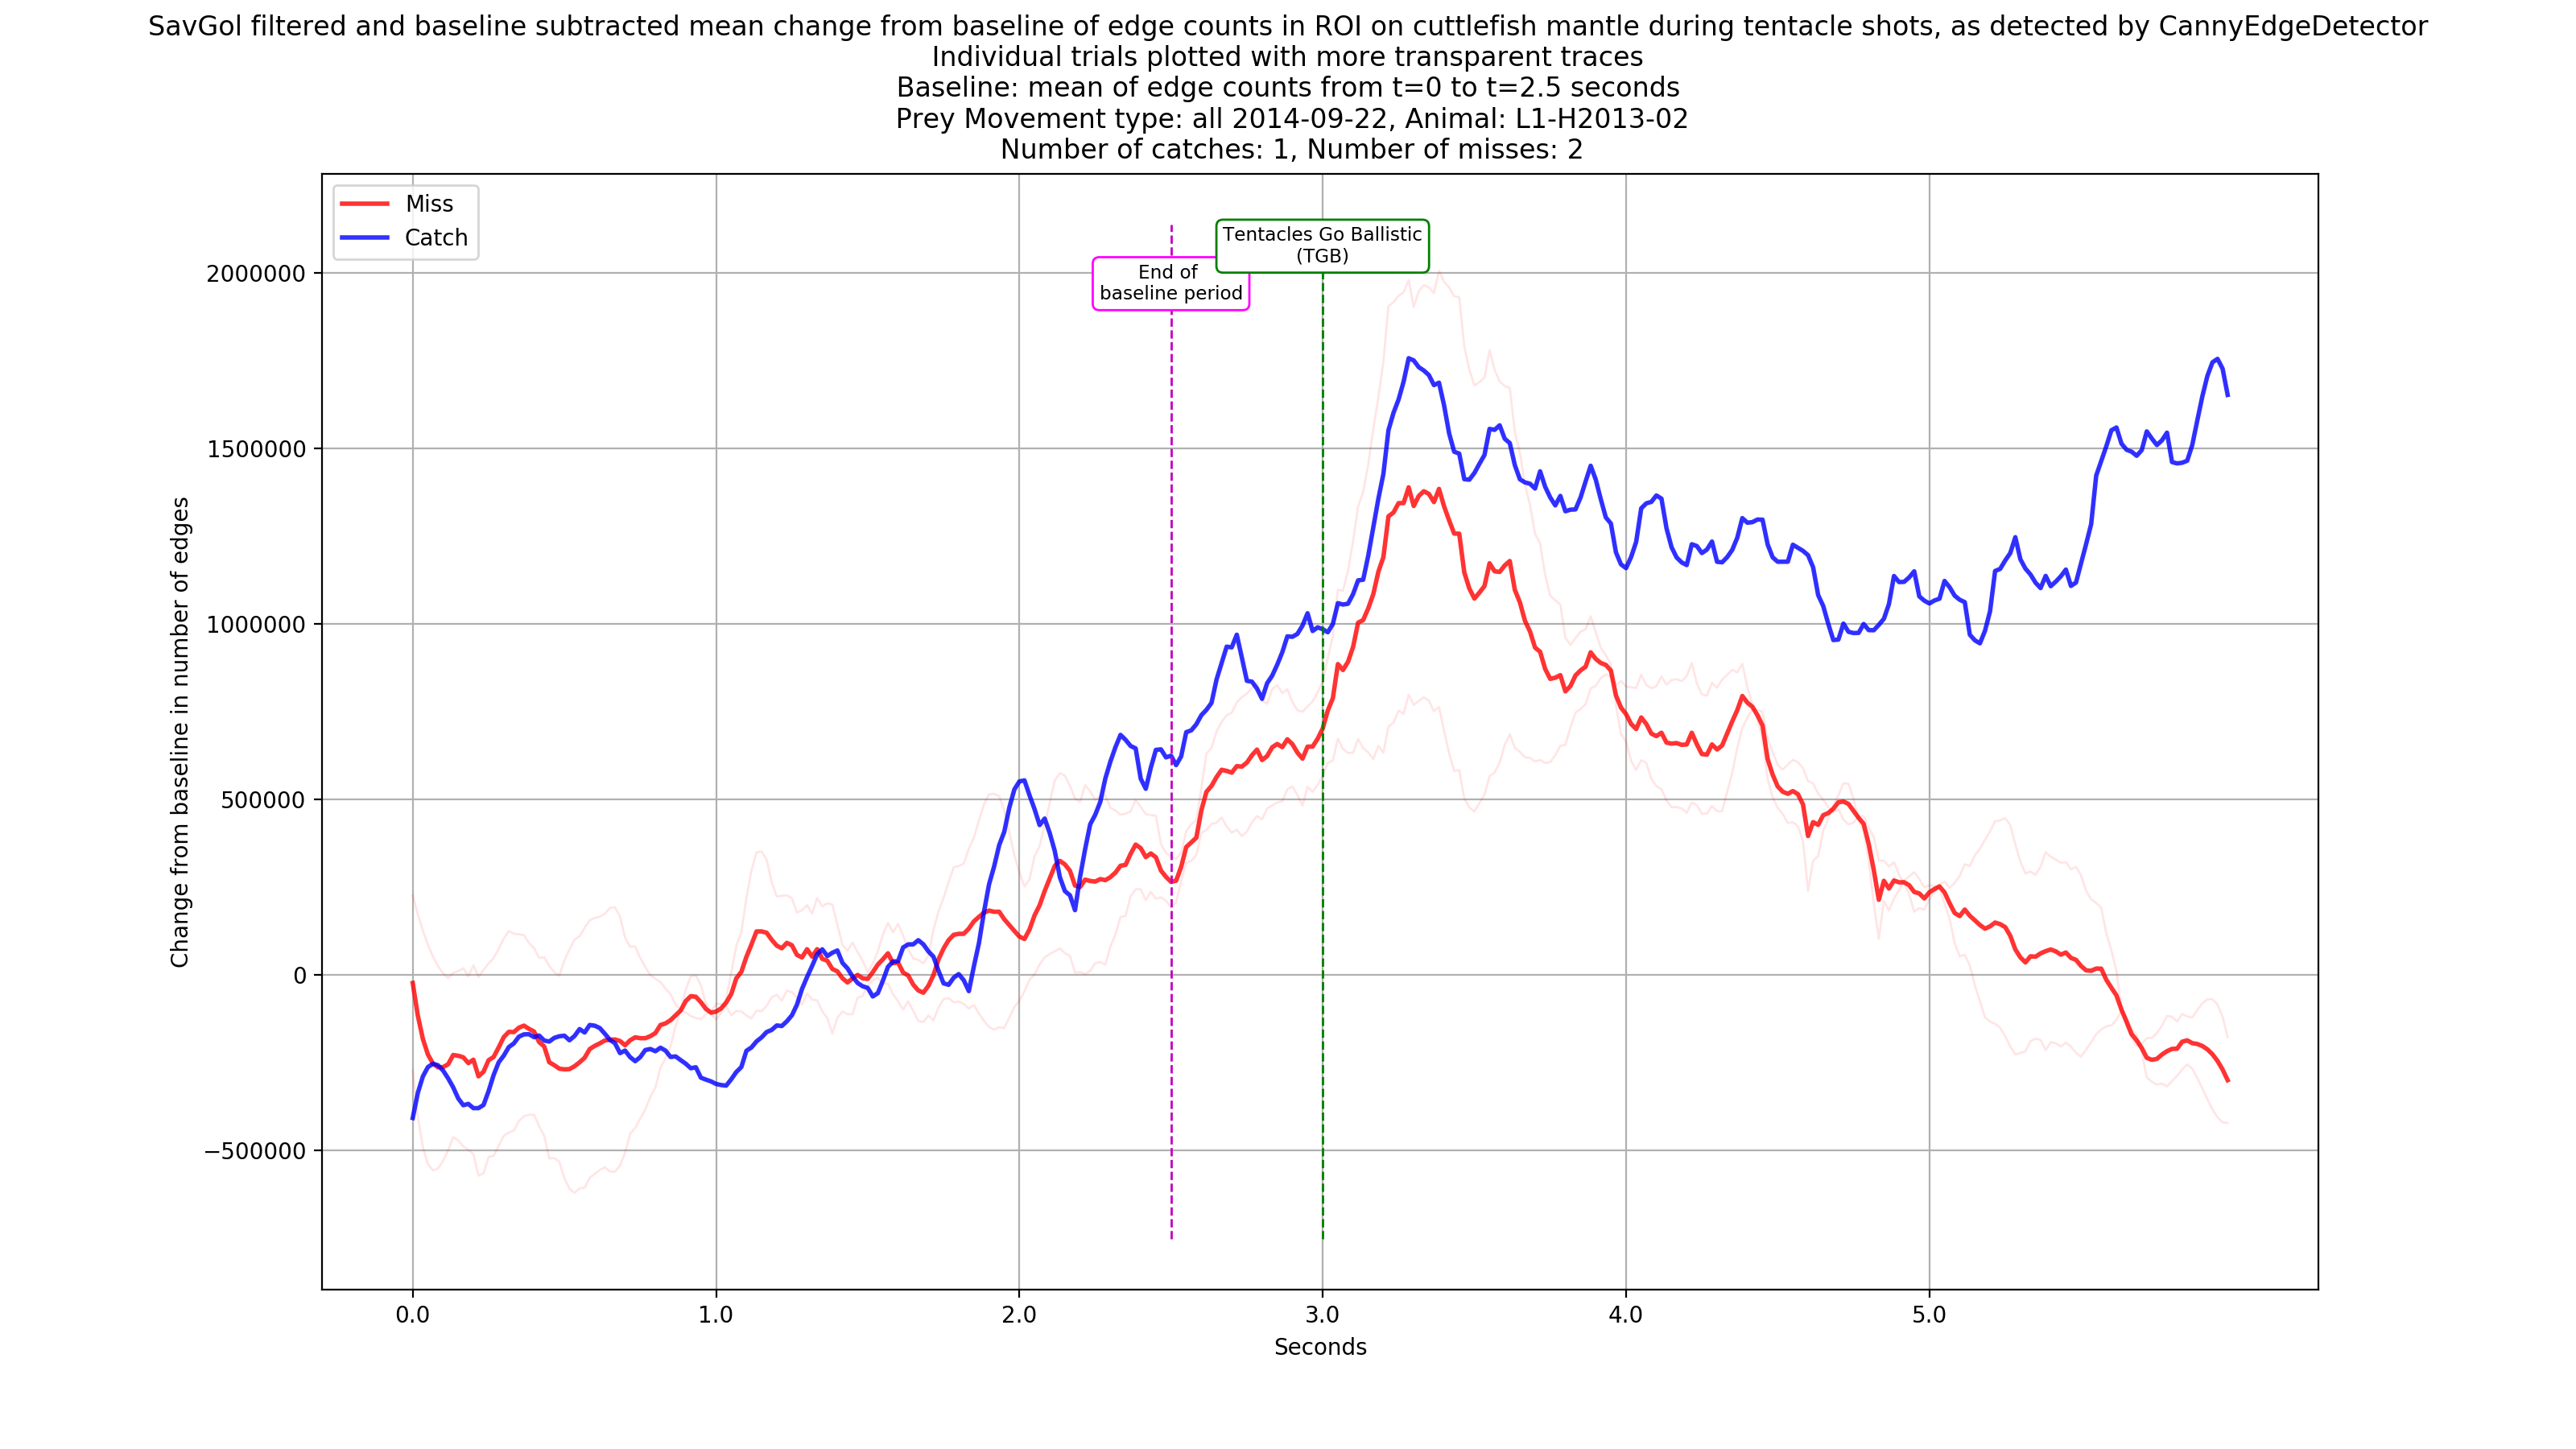 SavGol filtered and baseline subtracted mean change from baseline of edge counts in ROI on cuttlefish mantle during tentacle shots, as detected by CannyEdgeDetector
Individual trials plotted with more transparent traces
Baseline: mean of edge counts from t=0 to t=2.5 seconds
Prey Movement type: all 2014-09-22, Animal: L1-H2013-02
Number of catches: 1, Number of misses: 2
Miss
Catch
Tentacles Go Ballistic
(TGB)
End of
baseline period
Change from baseline in number of edges
2000000
1500000
1000000
500000
0
−500000
0.0
1.0
2.0
3.0
4.0
5.0
Seconds